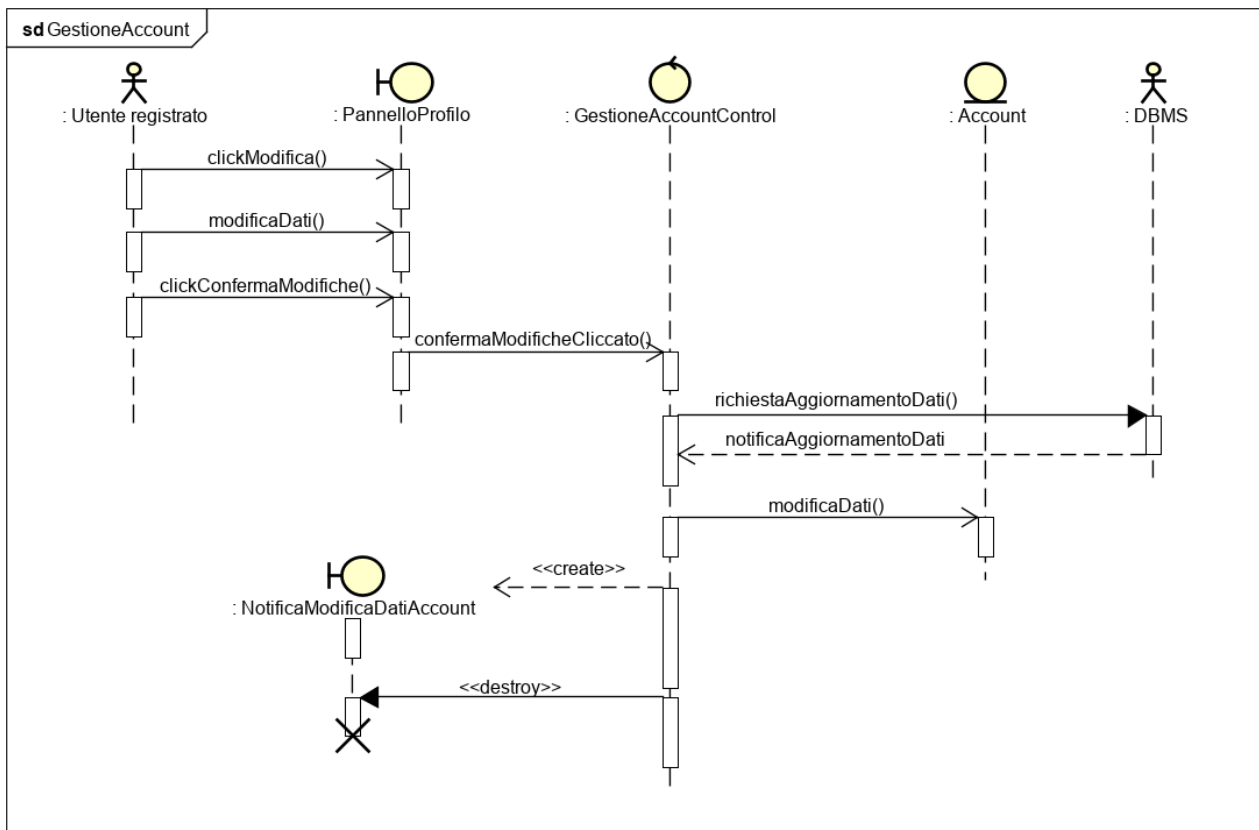 sd GestioneAccount
: Utente registrato
: PannelloProfilo
: GestioneAccountControl
: Account
: DBMS
clickModifica()
modificaDati()
clickConfermaModifiche()
confermaModificheCliccato()
richiestaAggiornamentoDati()
notificaAggiornamentoDati
modificaDati()
<<create>>
: NotificaModificaDatiAccount
<<destroy>>